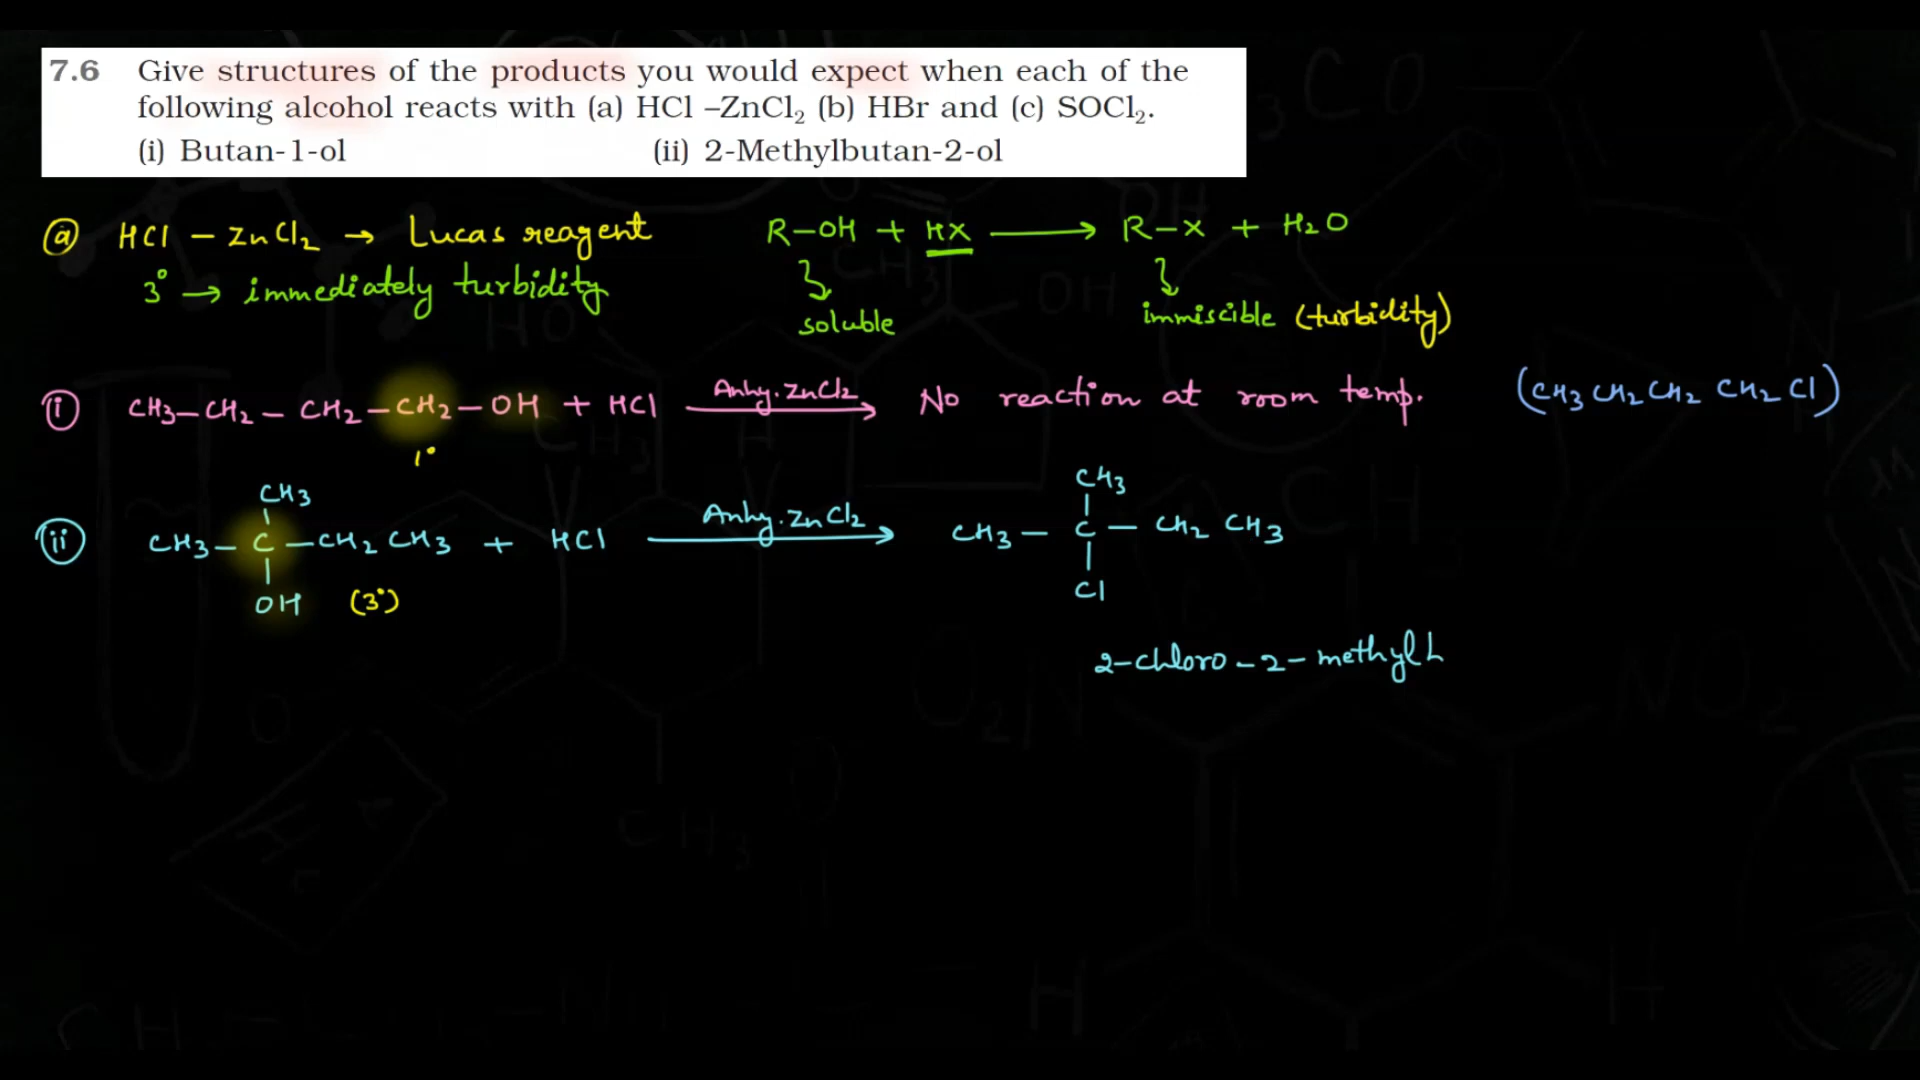 7.6 Give structures of the products you would expect when each of the
following alcohol reacts with (a) HCl –ZnCl₂ (b) HBr and (c) SOCl₂.
(i) Butan-1-ol (ii) 2-Methylbutan-2-ol
(a) HCl – ZnCl₂ → Lucas reagent
3° → immediately turbidity
R–OH + HX ⟶ R–X + H₂O
soluble immiscible (turbidity)
(i) CH₃–CH₂–CH₂–CH₂–OH + HCl Anhy. ZnCl₂ ⟶ No reaction at room temp. (CH₃CH₂CH₂CH₂Cl)
1°
CH₃ CH₃
(ii) CH₃–C–CH₂CH₃ + HCl Anhy. ZnCl₂ ⟶ CH₃–C–CH₂CH₃
OH (3°) Cl
2-chloro-2-methyl